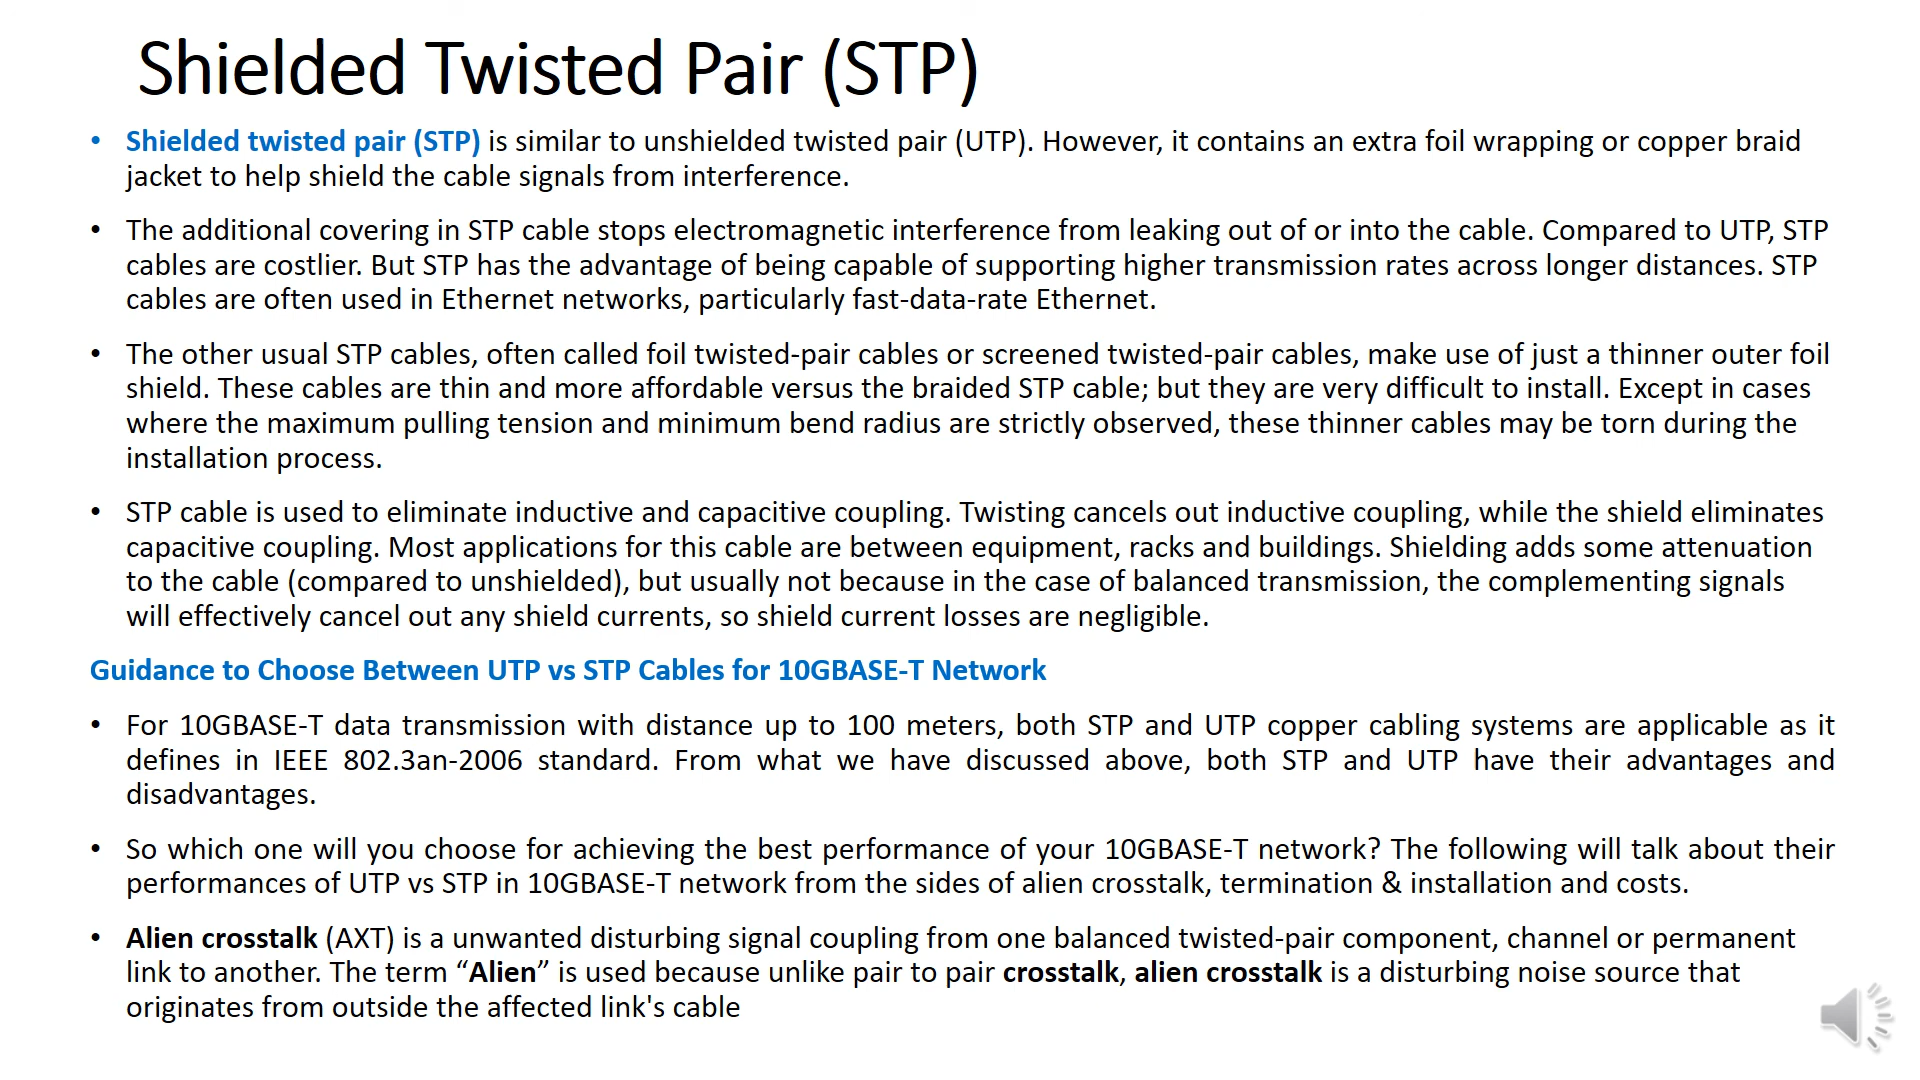 Shielded Twisted Pair (STP)
• Shielded twisted pair (STP) is similar to unshielded twisted pair (UTP). However, it contains an extra foil wrapping or copper braid
jacket to help shield the cable signals from interference.
• The additional covering in STP cable stops electromagnetic interference from leaking out of or into the cable. Compared to UTP, STP
cables are costlier. But STP has the advantage of being capable of supporting higher transmission rates across longer distances. STP
cables are often used in Ethernet networks, particularly fast-data-rate Ethernet.
• The other usual STP cables, often called foil twisted-pair cables or screened twisted-pair cables, make use of just a thinner outer foil
shield. These cables are thin and more affordable versus the braided STP cable; but they are very difficult to install. Except in cases
where the maximum pulling tension and minimum bend radius are strictly observed, these thinner cables may be torn during the
installation process.
• STP cable is used to eliminate inductive and capacitive coupling. Twisting cancels out inductive coupling, while the shield eliminates
capacitive coupling. Most applications for this cable are between equipment, racks and buildings. Shielding adds some attenuation
to the cable (compared to unshielded), but usually not because in the case of balanced transmission, the complementing signals
will effectively cancel out any shield currents, so shield current losses are negligible.
Guidance to Choose Between UTP vs STP Cables for 10GBASE-T Network
• For 10GBASE-T data transmission with distance up to 100 meters, both STP and UTP copper cabling systems are applicable as it
defines in IEEE 802.3an-2006 standard. From what we have discussed above, both STP and UTP have their advantages and
disadvantages.
• So which one will you choose for achieving the best performance of your 10GBASE-T network? The following will talk about their
performances of UTP vs STP in 10GBASE-T network from the sides of alien crosstalk, termination & installation and costs.
• Alien crosstalk (AXT) is a unwanted disturbing signal coupling from one balanced twisted-pair component, channel or permanent
link to another. The term “Alien” is used because unlike pair to pair crosstalk, alien crosstalk is a disturbing noise source that
originates from outside the affected link's cable